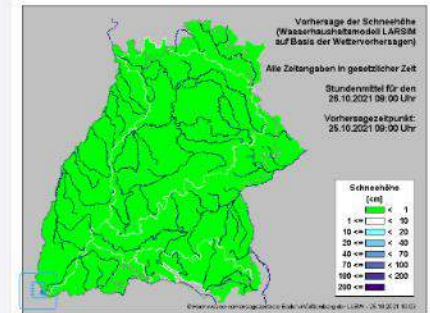 Vorhersage der Schneehöhe
(Wasserhaushaltsmodell LARSIM
auf Basis der Wettervorhersagen)
Alle Zeitangaben in gesetzlicher Zeit
Stundenmittel für den
26.10.2021 09:00 Uhr
Vorhersagezeitpunkt:
25.10.2021 09:00 Uhr
Schneehöhe
[cm]
< 1
1 <= < 10
10 <= < 20
20 <= < 40
40 <= < 70
70 <= < 100
100 <= < 200
200 <=